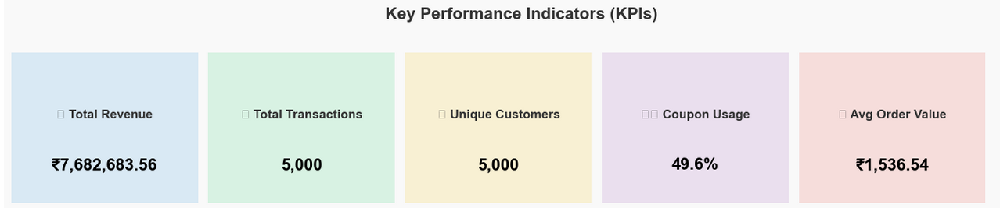 Key Performance Indicators (KPIs)
Total Revenue
₹7,682,683.56
Total Transactions
5,000
Unique Customers
5,000
Coupon Usage
49.6%
Avg Order Value
₹1,536.54